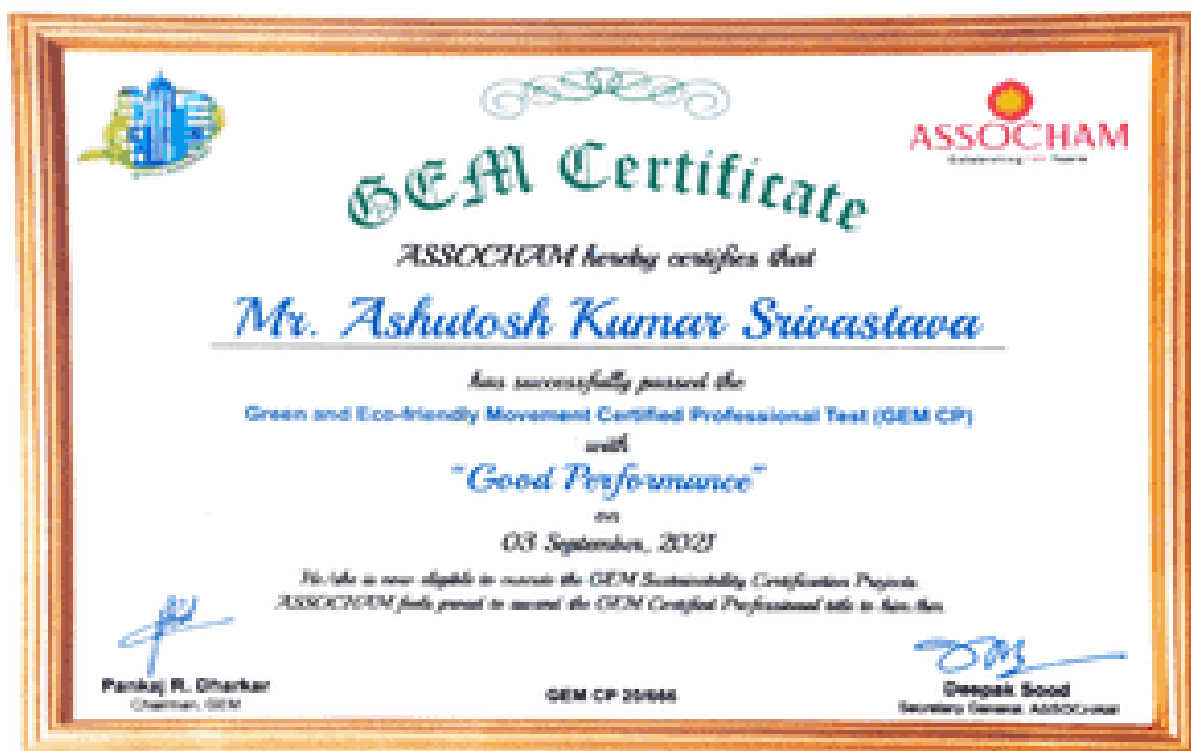 ASSOCHAM
GEM Certificate
ASSOCHAM hereby certifies that
Mr. Ashutosh Kumar Srivastava
has successfully passed the
Green and Eco-friendly Movement Certified Professional Test (GEM CP)
with
"Good Performance"
on
03 September, 2021
He/she is now eligible to execute the GEM Sustainability Certification Projects.
ASSOCHAM feels proud to award the GEM Certified Professional title to him/her.
Pankaj R. Dharkar
Chairman, GEM
GEM CP
Deepak Sood
Secretary General, ASSOCHAM